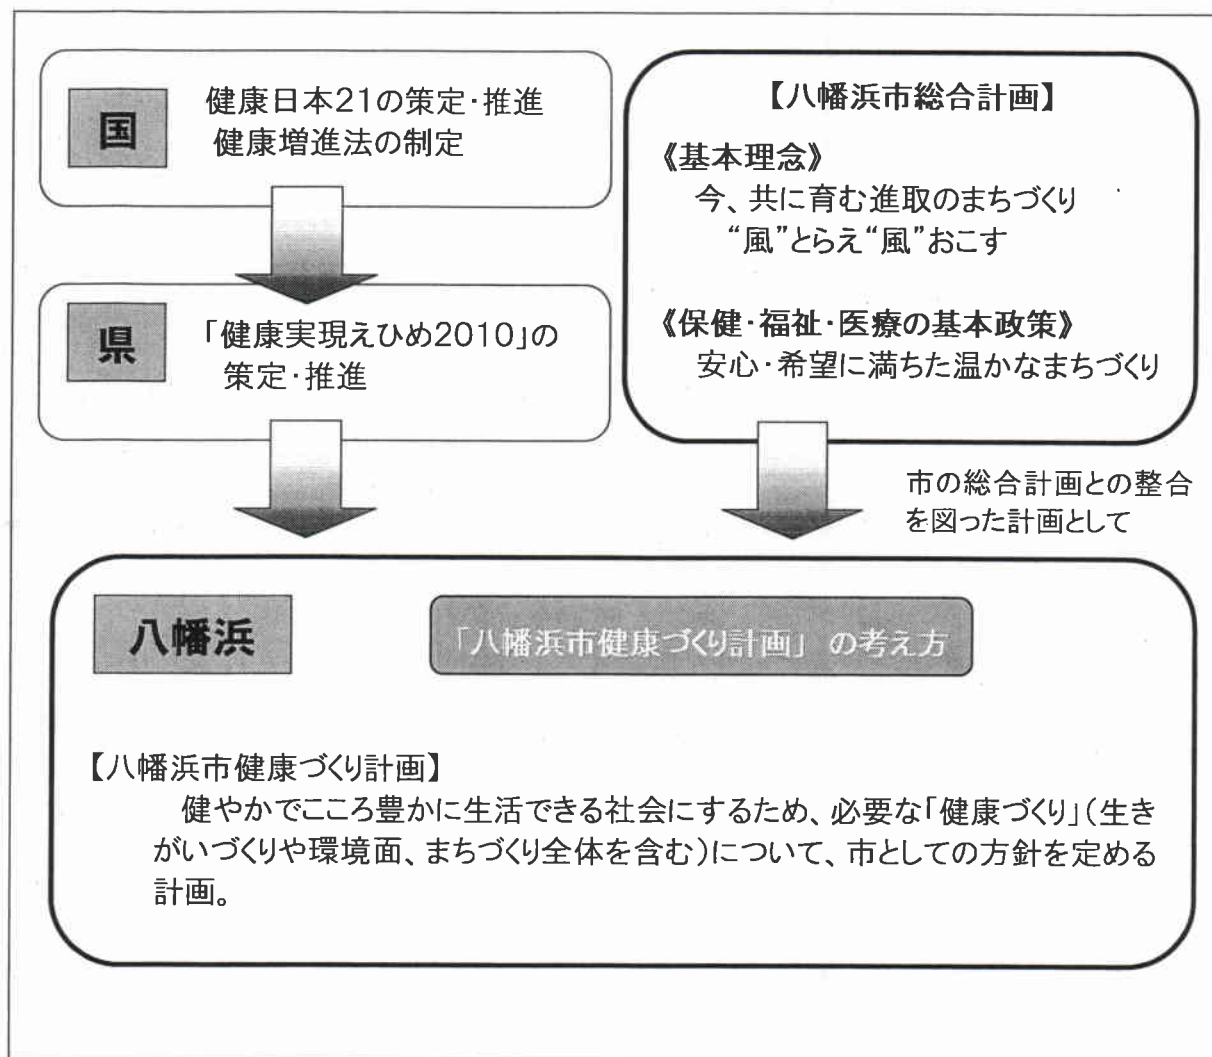 国
健康日本21の策定・推進
健康増進法の制定
県
「健康実現えひめ2010」の
策定・推進
【八幡浜市総合計画】
《基本理念》
今、共に育む進取のまちづくり
“風”とらえ“風”おこす
《保健・福祉・医療の基本政策》
安心・希望に満ちた温かなまちづくり
市の総合計画との整合
を図った計画として
八幡浜
「八幡浜市健康づくり計画」 の考え方
【八幡浜市健康づくり計画】
健やかでこころ豊かに生活できる社会にするため、必要な「健康づくり」（生き
がいづくりや環境面、まちづくり全体を含む）について、市としての方針を定める
計画。